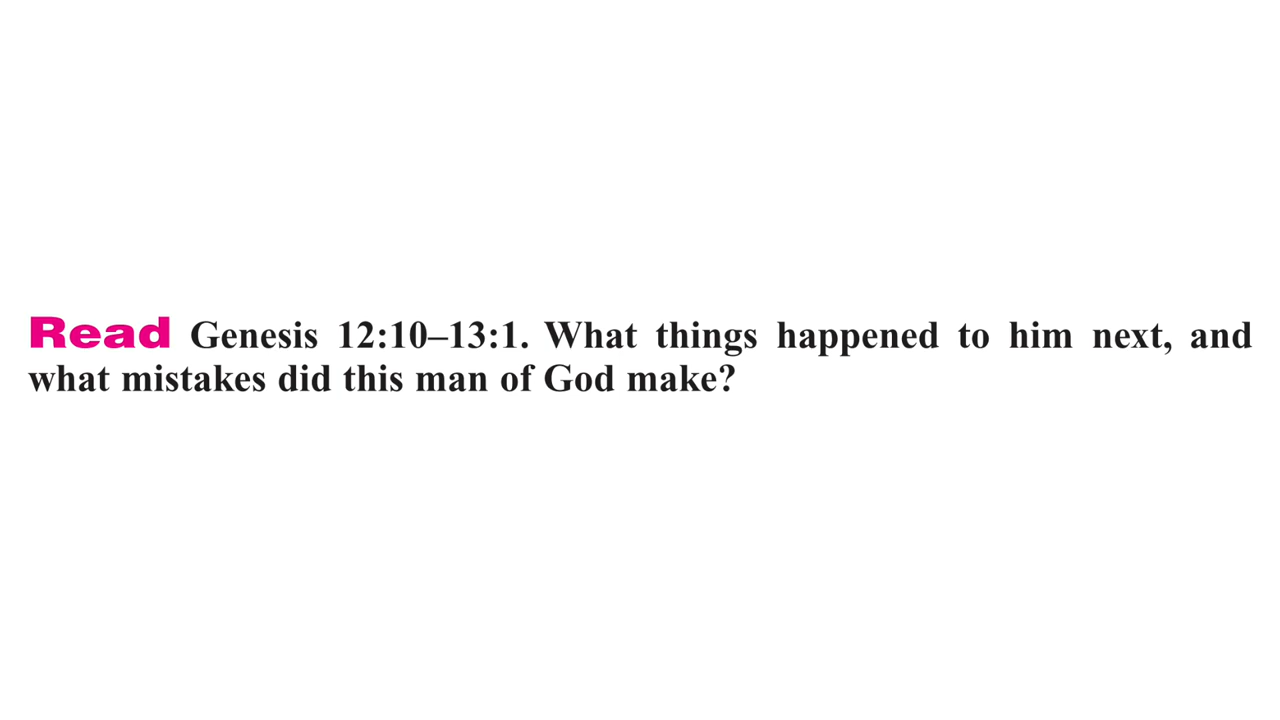 Read Genesis 12:10–13:1. What things happened to him next, and
what mistakes did this man of God make?